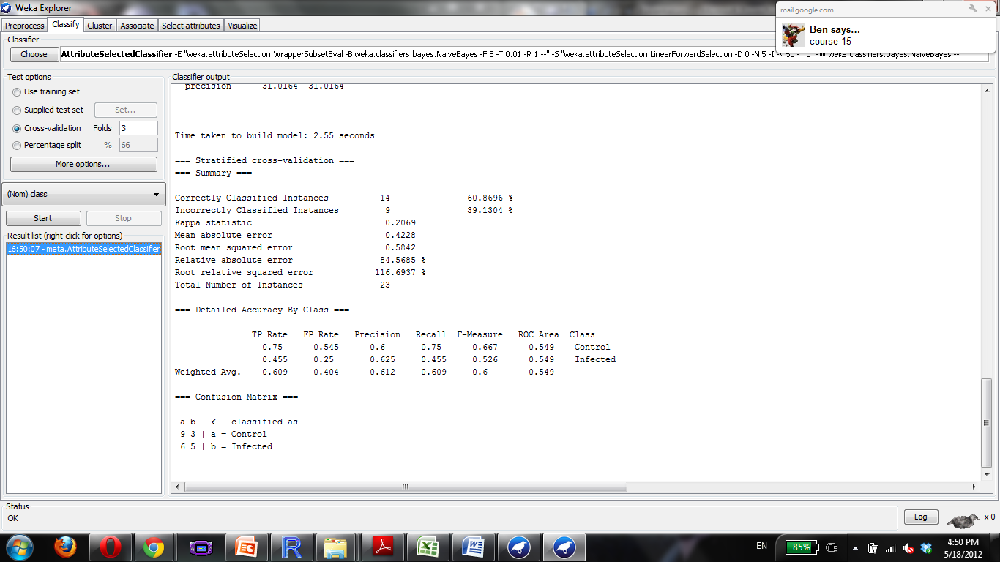 Weka Explorer
mail.google.com
Ben says...
course 15
Preprocess Classify Cluster Associate Select attributes Visualize
Classifier
Choose AttributeSelectedClassifier -E "weka.attributeSelection.WrapperSubsetEval -B weka.classifiers.bayes.NaiveBayes -F 5 -T 0.01 -R 1 --" -S "weka.attributeSelection.LinearForwardSelection -D 0 -N 5 -I -K 50 -T 0" -W weka.classifiers.bayes.NaiveBayes --
Test options
Use training set
Supplied test set Set...
Cross-validation Folds 3
Percentage split % 66
More options...
(Nom) class
Start Stop
Result list (right-click for options)
16:50:07 - meta.AttributeSelectedClassifier
Classifier output
precision 31.0164 31.0164
Time taken to build model: 2.55 seconds
=== Stratified cross-validation ===
=== Summary ===
Correctly Classified Instances 14 60.8696 %
Incorrectly Classified Instances 9 39.1304 %
Kappa statistic 0.2069
Mean absolute error 0.4228
Root mean squared error 0.5842
Relative absolute error 84.5685 %
Root relative squared error 116.6937 %
Total Number of Instances 23
=== Detailed Accuracy By Class ===
TP Rate FP Rate Precision Recall F-Measure ROC Area Class
0.75 0.545 0.6 0.75 0.667 0.549 Control
0.455 0.25 0.625 0.455 0.526 0.549 Infected
Weighted Avg. 0.609 0.404 0.612 0.609 0.6 0.549
=== Confusion Matrix ===
a b <-- classified as
9 3 | a = Control
6 5 | b = Infected
Status
OK
Log x 0
EN 85% 4:50 PM
5/18/2012